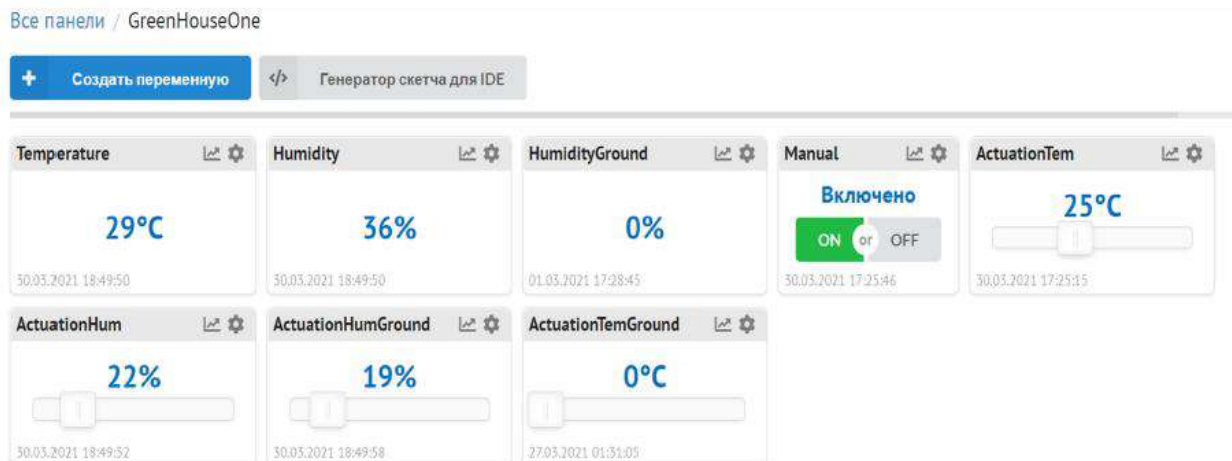 Все панели / GreenHouseOne
+ Создать переменную </> Генератор скетча для IDE
Temperature
29°C
30.03.2021 18:49:50
Humidity
36%
30.03.2021 18:49:50
HumidityGround
0%
01.03.2021 17:28:45
Manual
Включено
ON or OFF
30.03.2021 17:25:46
ActuationTem
25°C
30.03.2021 17:25:15
ActuationHum
22%
30.03.2021 18:49:32
ActuationHumGround
19%
30.03.2021 18:49:58
ActuationTemGround
0°C
27.03.2021 01:31:05